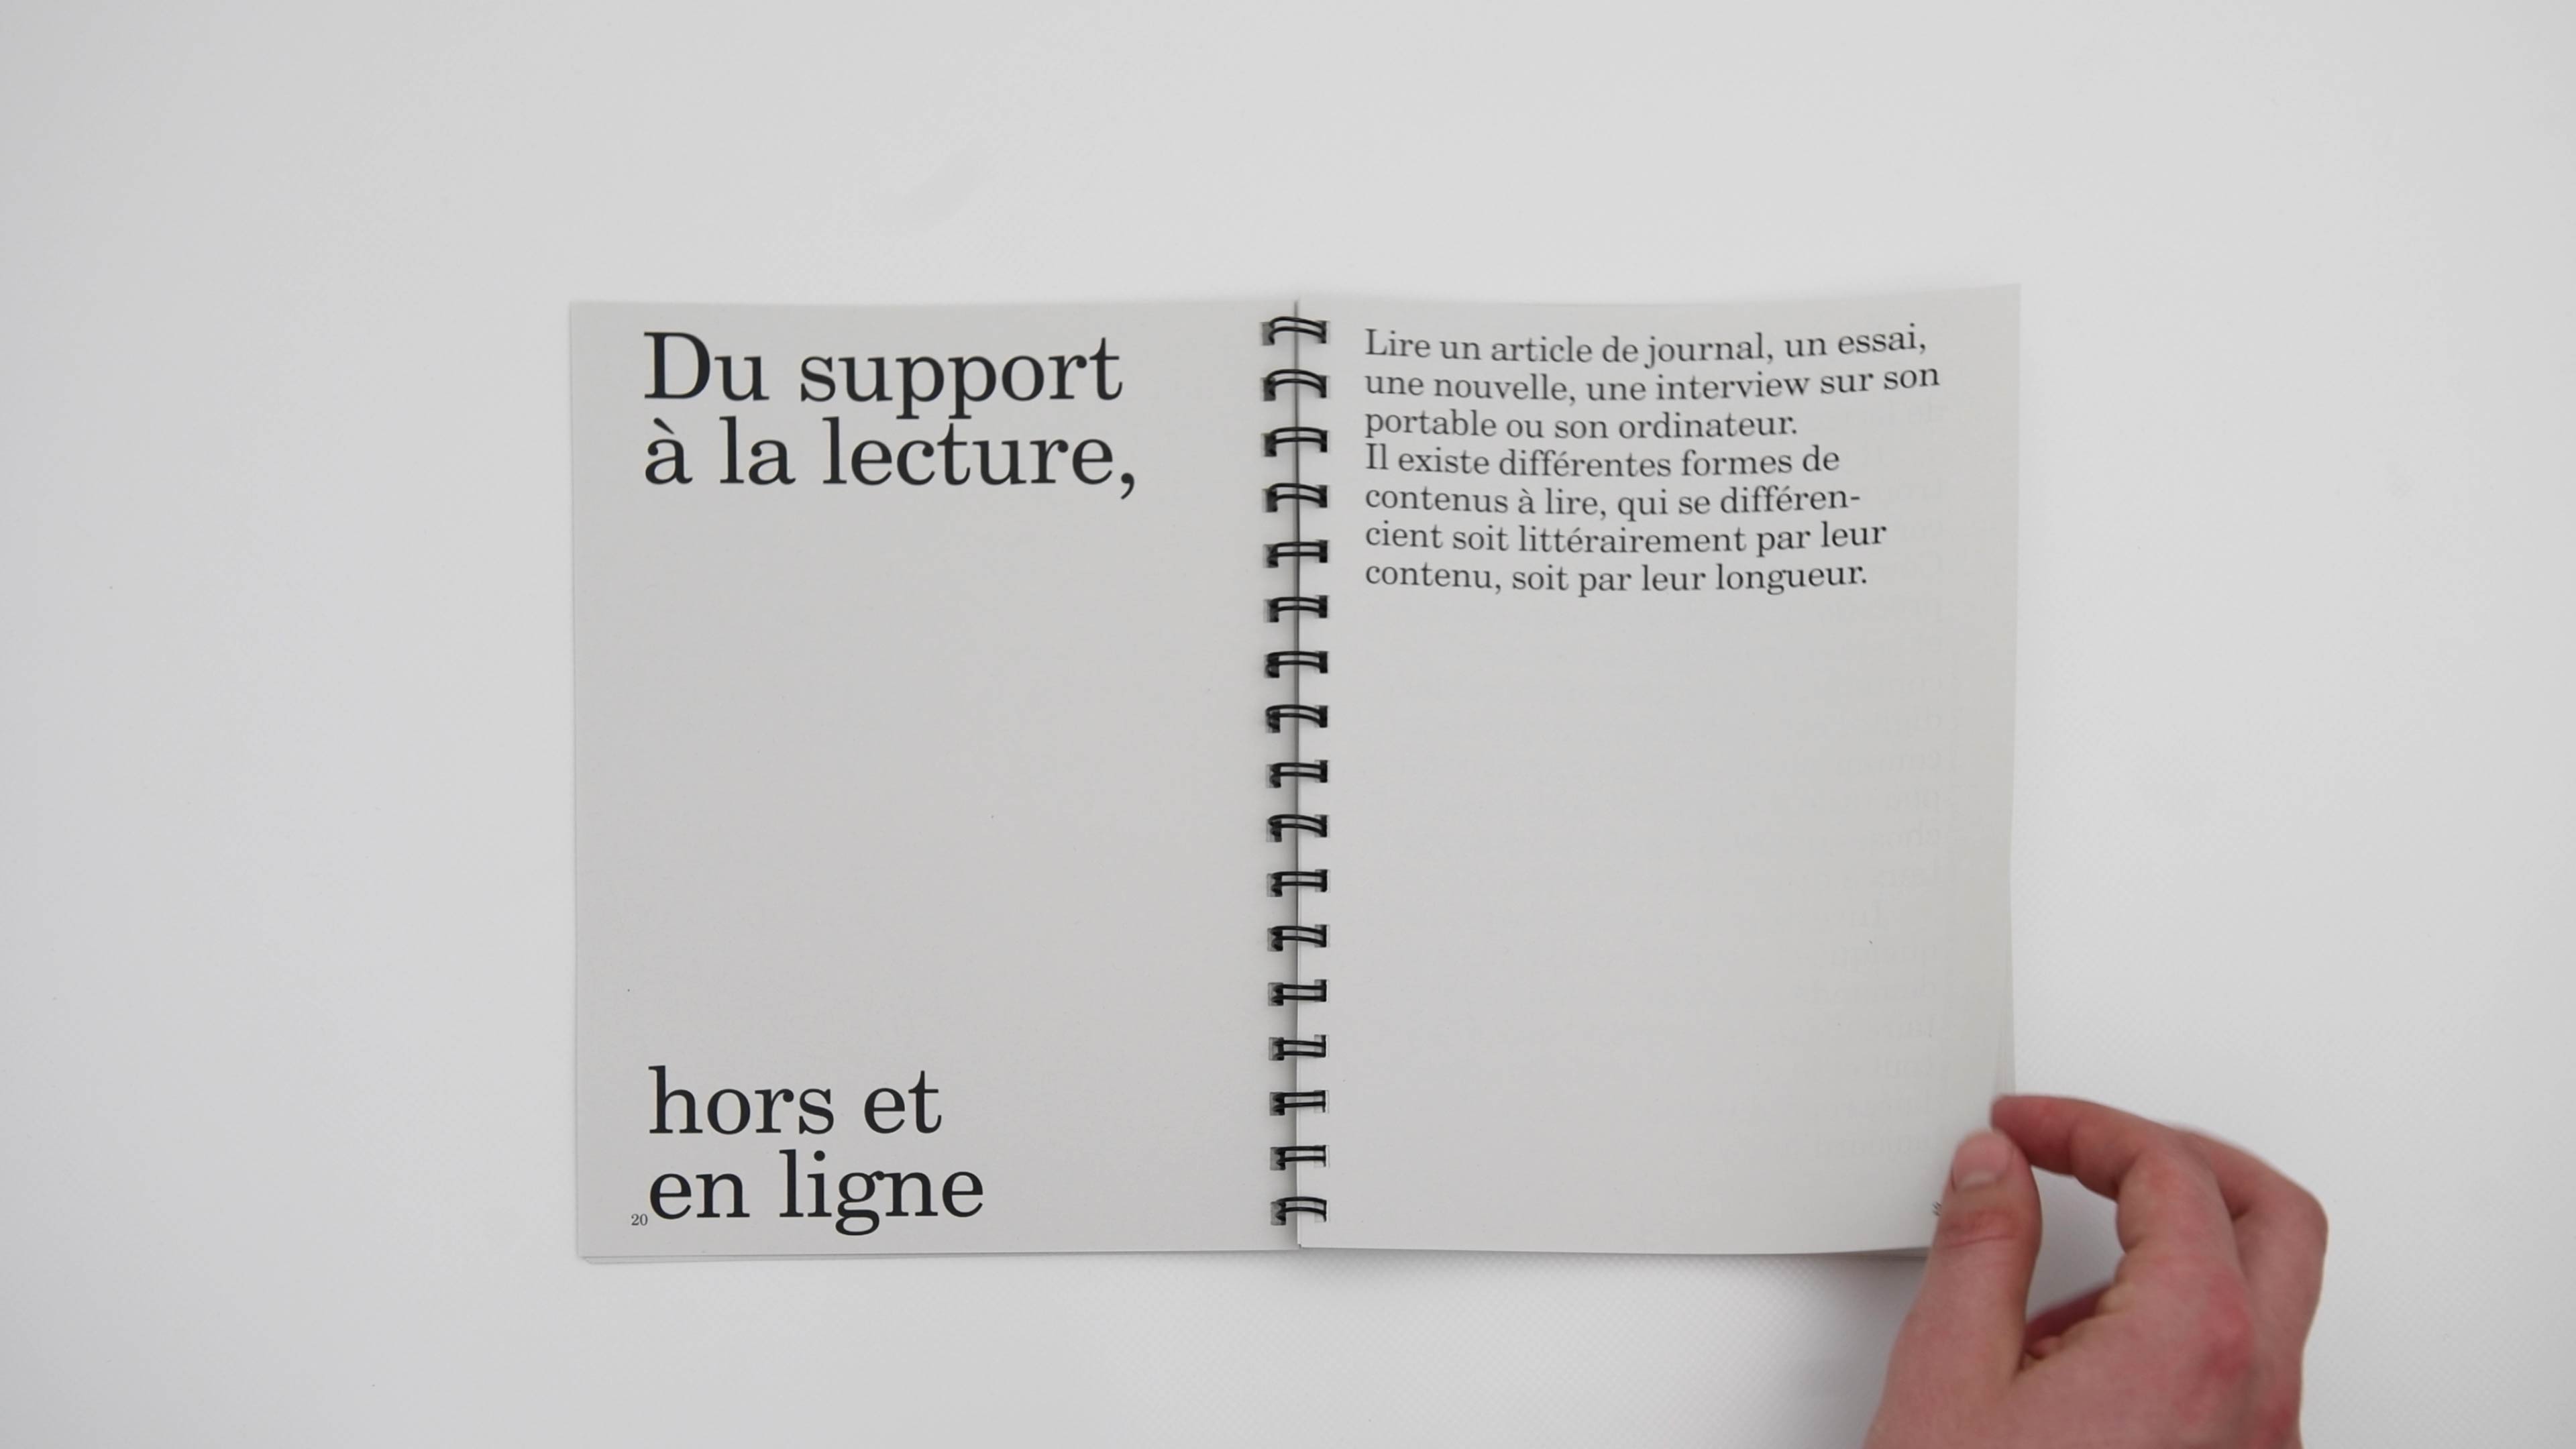 Du support
à la lecture,
hors et
en ligne
20
Lire un article de journal, un essai,
une nouvelle, une interview sur son
portable ou son ordinateur.
Il existe différentes formes de
contenus à lire, qui se différen-
cient soit littérairement par leur
contenu, soit par leur longueur.